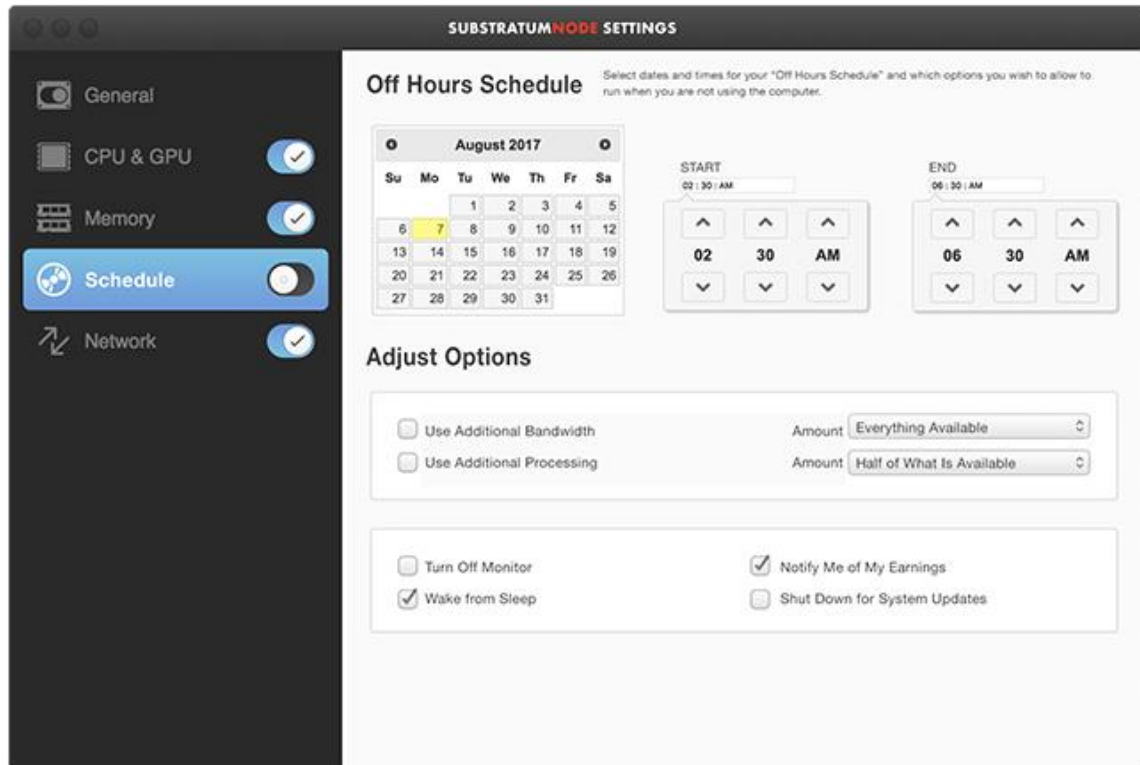 SUBSTRATUMNODE SETTINGS
General
CPU & GPU
Memory
Schedule
Network
Off Hours Schedule
Select dates and times for your "Off Hours Schedule" and which options you wish to allow to
run when you are not using the computer.
August 2017
Su Mo Tu We Th Fr Sa
1 2 3 4 5
6 7 8 9 10 11 12
13 14 15 16 17 18 19
20 21 22 23 24 25 26
27 28 29 30 31
START
02 : 30 : AM
02 30 AM
END
06 : 30 : AM
06 30 AM
Adjust Options
Use Additional Bandwidth Amount Everything Available
Use Additional Processing Amount Half of What Is Available
Turn Off Monitor Notify Me of My Earnings
Wake from Sleep Shut Down for System Updates